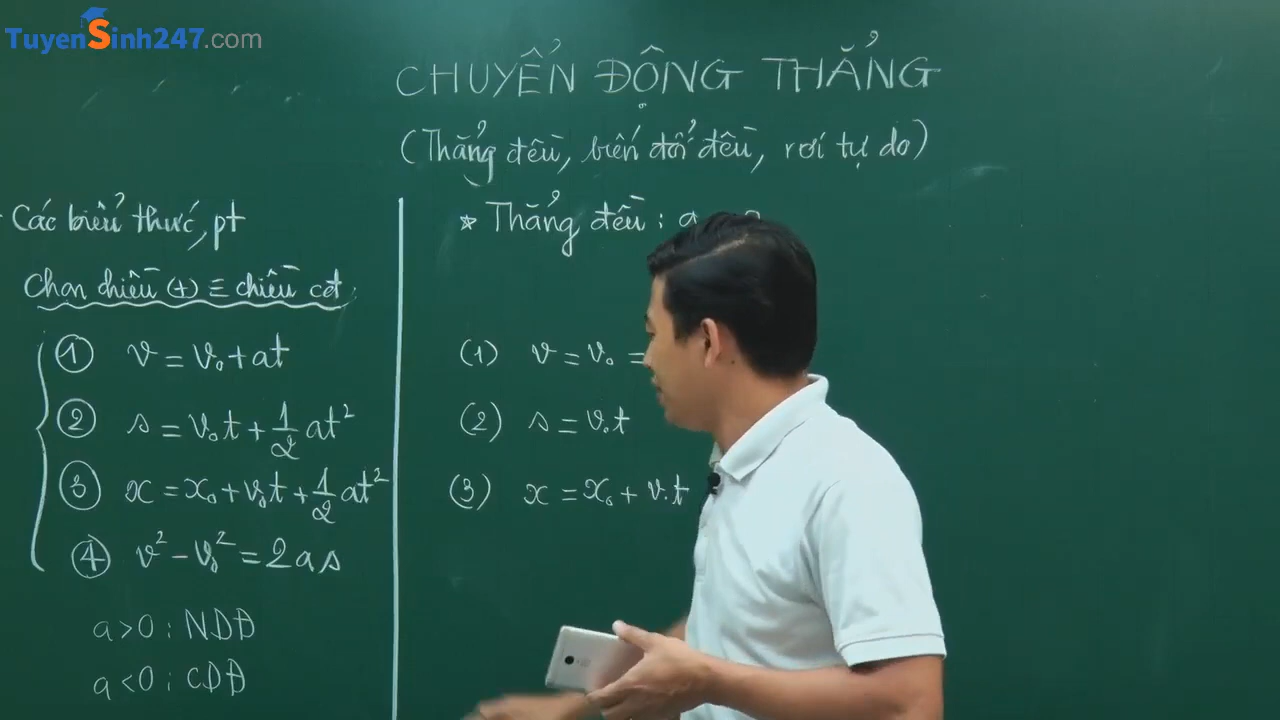 TuyenSinh247.com
CHUYỂN ĐỘNG THẲNG
(Thẳng đều, biến đổi đều, rơi tự do)
Các biểu thức, pt
Chọn chiều (+) ≡ chiều cđ
① v = v₀ + at
② s = v₀t + 1/2 at²
③ x = x₀ + v₀t + 1/2 at²
④ v² - v₀² = 2as
a > 0 : NDĐ
a < 0 : CDĐ
* Thẳng đều : a
(1) v = v₀ =
(2) s = v.t
(3) x = x₀ + v.t